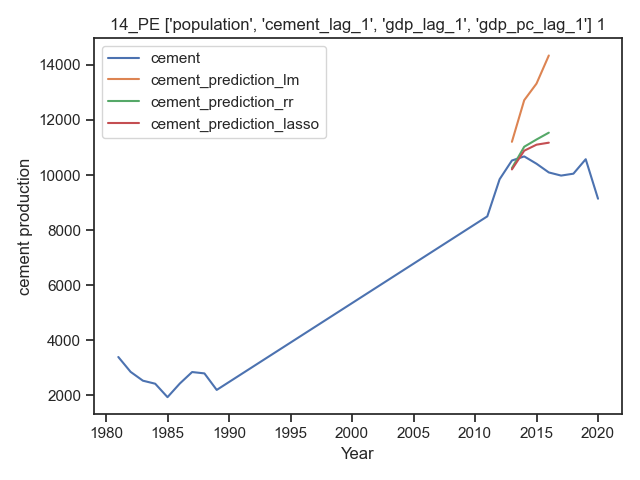 14_PE ['population', 'cement_lag_1', 'gdp_lag_1', 'gdp_pc_lag_1'] 1
cement
cement_prediction_lm
cement_prediction_rr
cement_prediction_lasso
cement production
14000
12000
10000
8000
6000
4000
2000
1980 1985 1990 1995 2000 2005 2010 2015 2020
Year